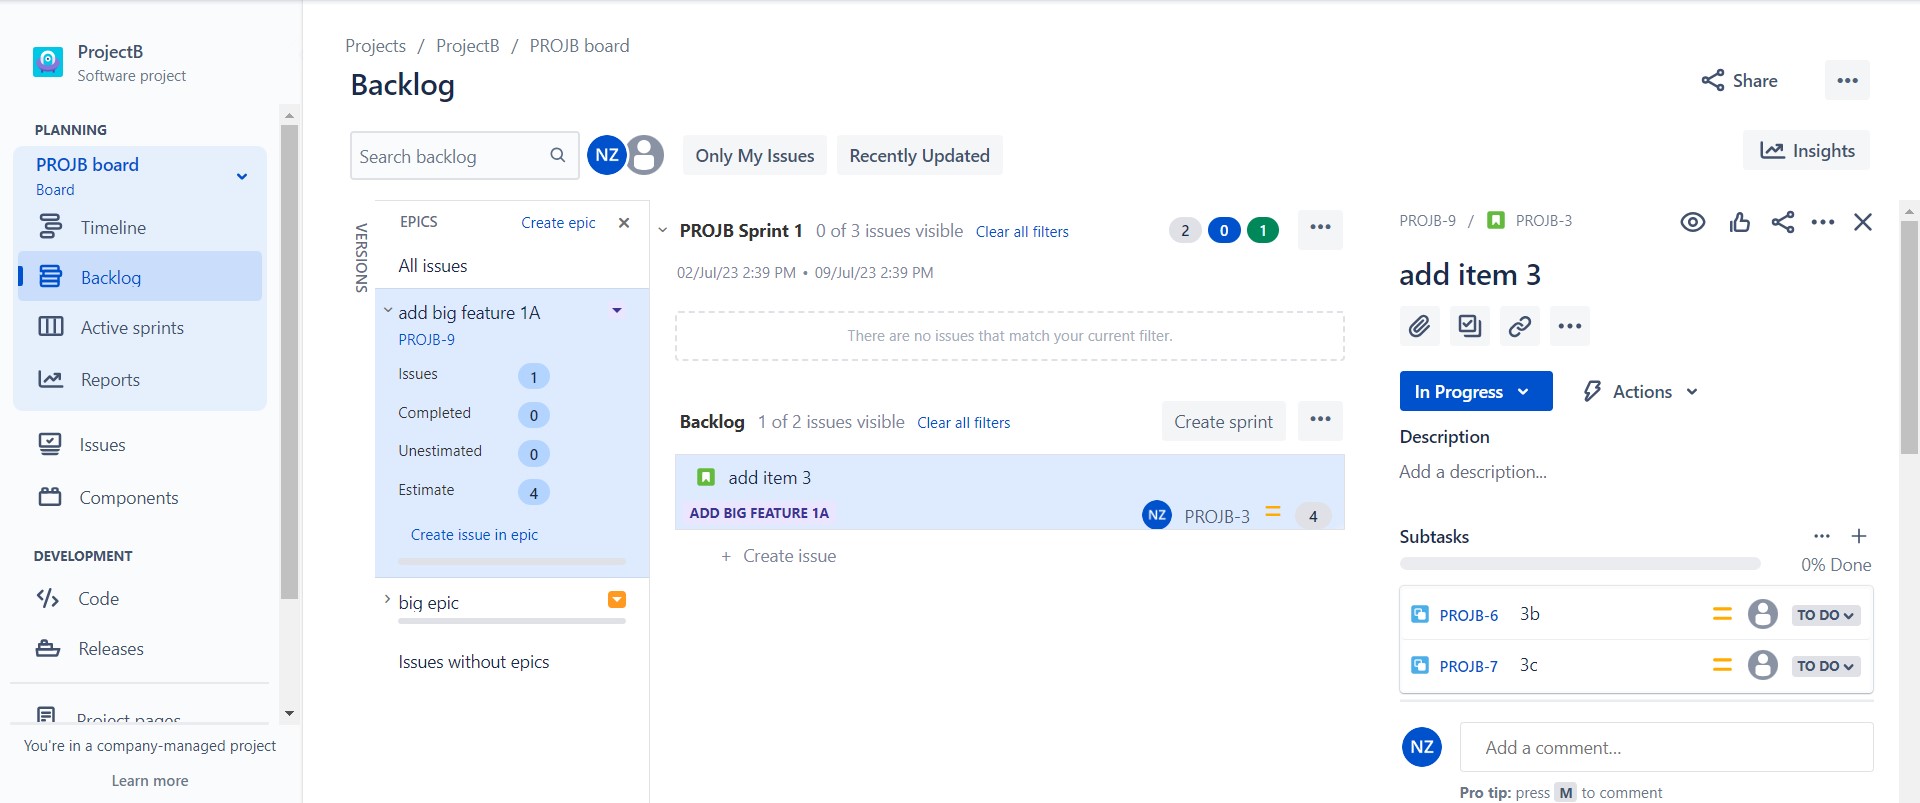 ProjectB
Software project
PLANNING
PROJB board
Board
Timeline
Backlog
Active sprints
Reports
Issues
Components
DEVELOPMENT
Code
Releases
Project pages
You're in a company-managed project
Learn more
Projects / ProjectB / PROJB board
Backlog
Share
Search backlog
NZ
Only My Issues
Recently Updated
Insights
VERSIONS
EPICS
Create epic
All issues
add big feature 1A
PROJB-9
Issues 1
Completed 0
Unestimated 0
Estimate 4
Create issue in epic
big epic
Issues without epics
PROJB Sprint 1 0 of 3 issues visible Clear all filters 2 0 1
02/Jul/23 2:39 PM • 09/Jul/23 2:39 PM
There are no issues that match your current filter.
Backlog 1 of 2 issues visible Clear all filters Create sprint
add item 3
ADD BIG FEATURE 1A NZ PROJB-3 4
+ Create issue
PROJB-9 / PROJB-3
add item 3
In Progress
Actions
Description
Add a description...
Subtasks
0% Done
PROJB-6 3b TO DO
PROJB-7 3c TO DO
NZ
Add a comment...
Pro tip: press M to comment